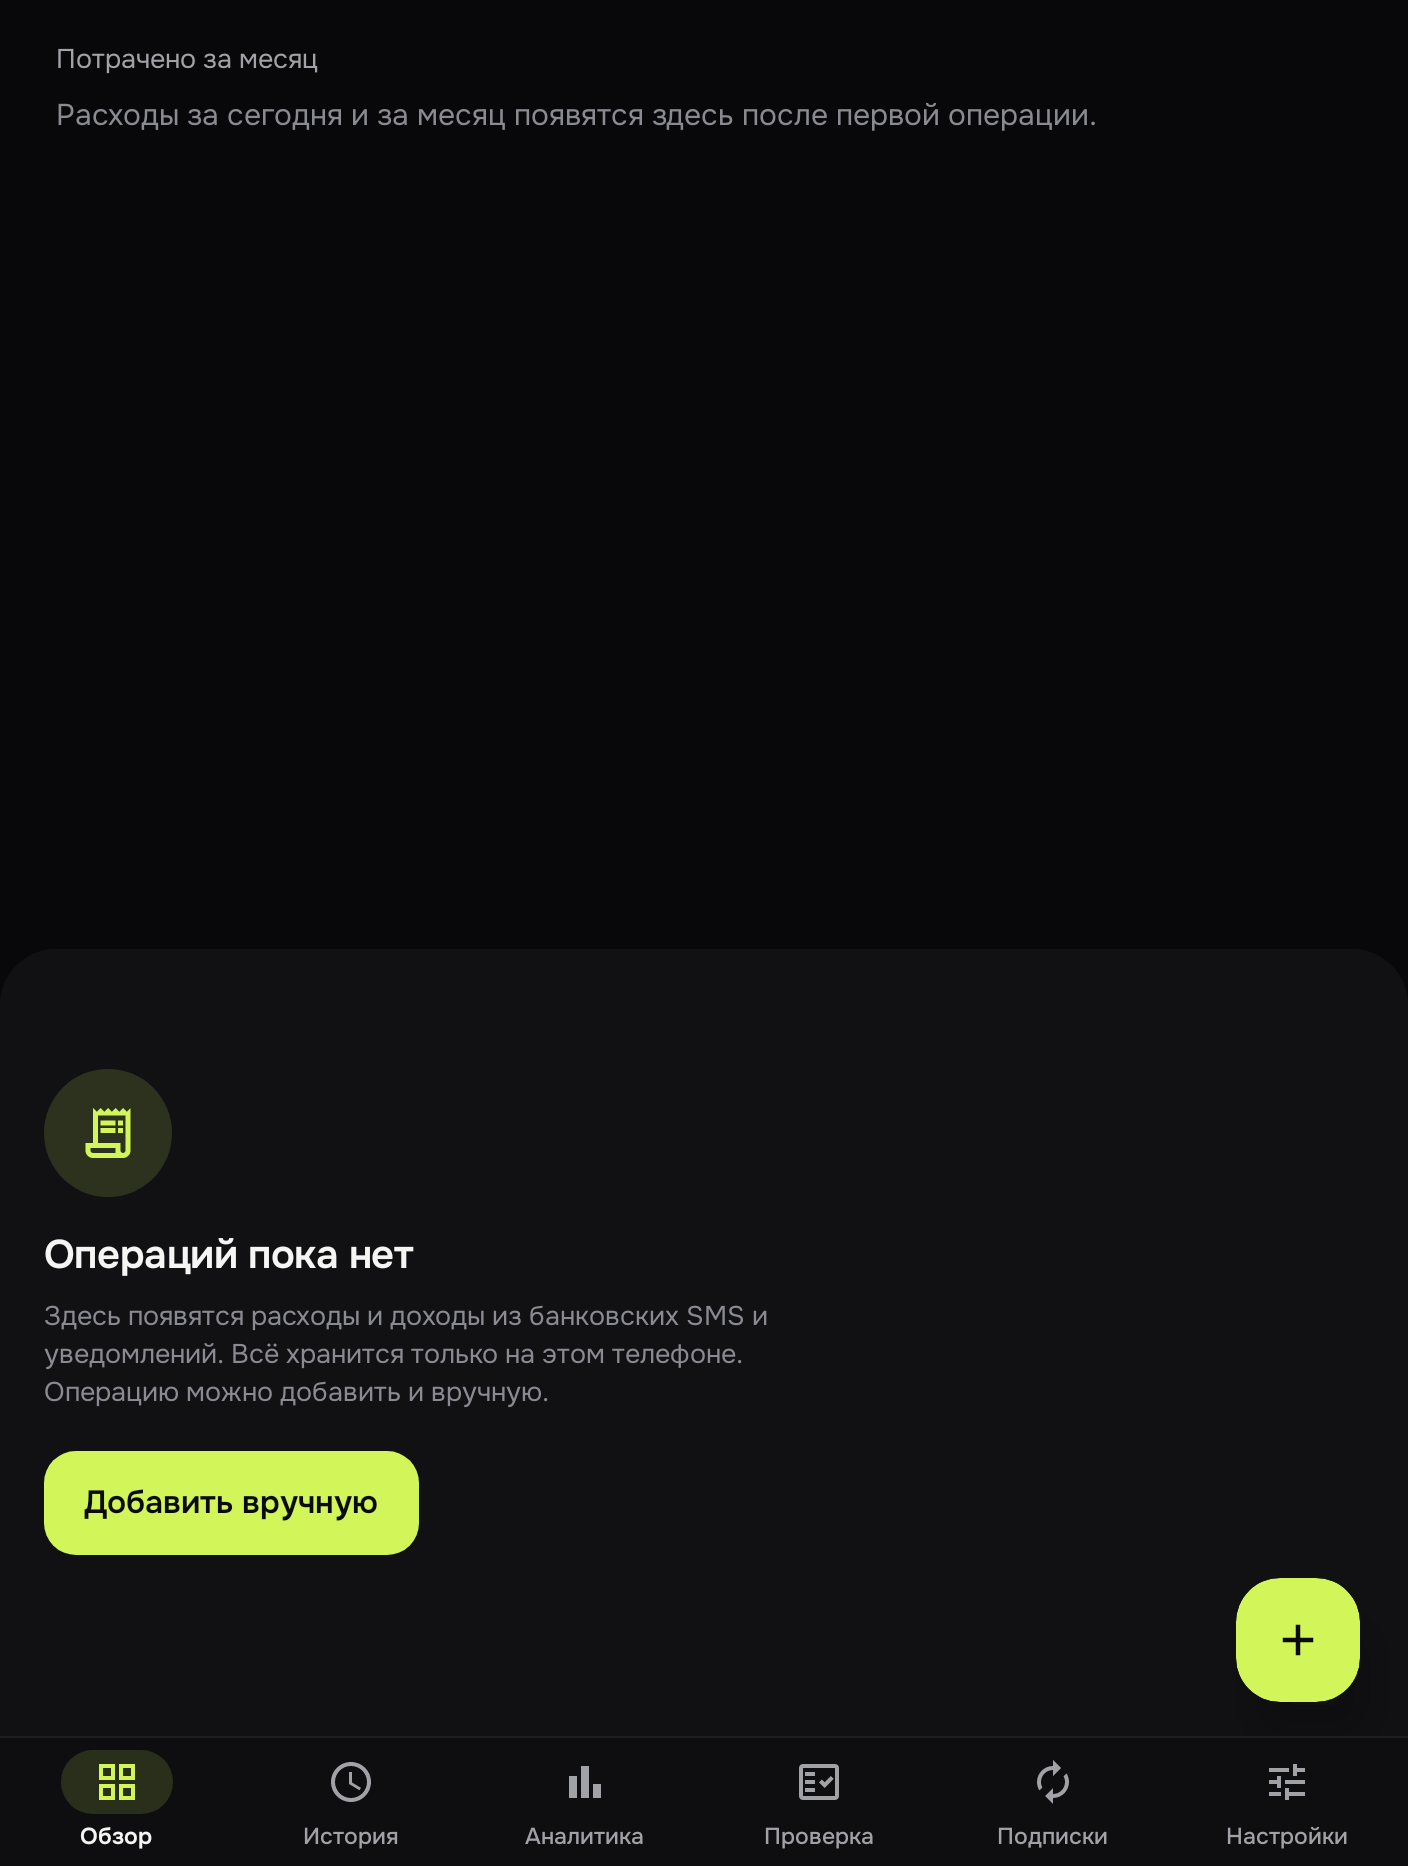 Потрачено за месяц
Расходы за сегодня и за месяц появятся здесь после первой операции.
Операций пока нет
Здесь появятся расходы и доходы из банковских SMS и
уведомлений. Всё хранится только на этом телефоне.
Операцию можно добавить и вручную.
Добавить вручную
Обзор
История
Аналитика
Проверка
Подписки
Настройки